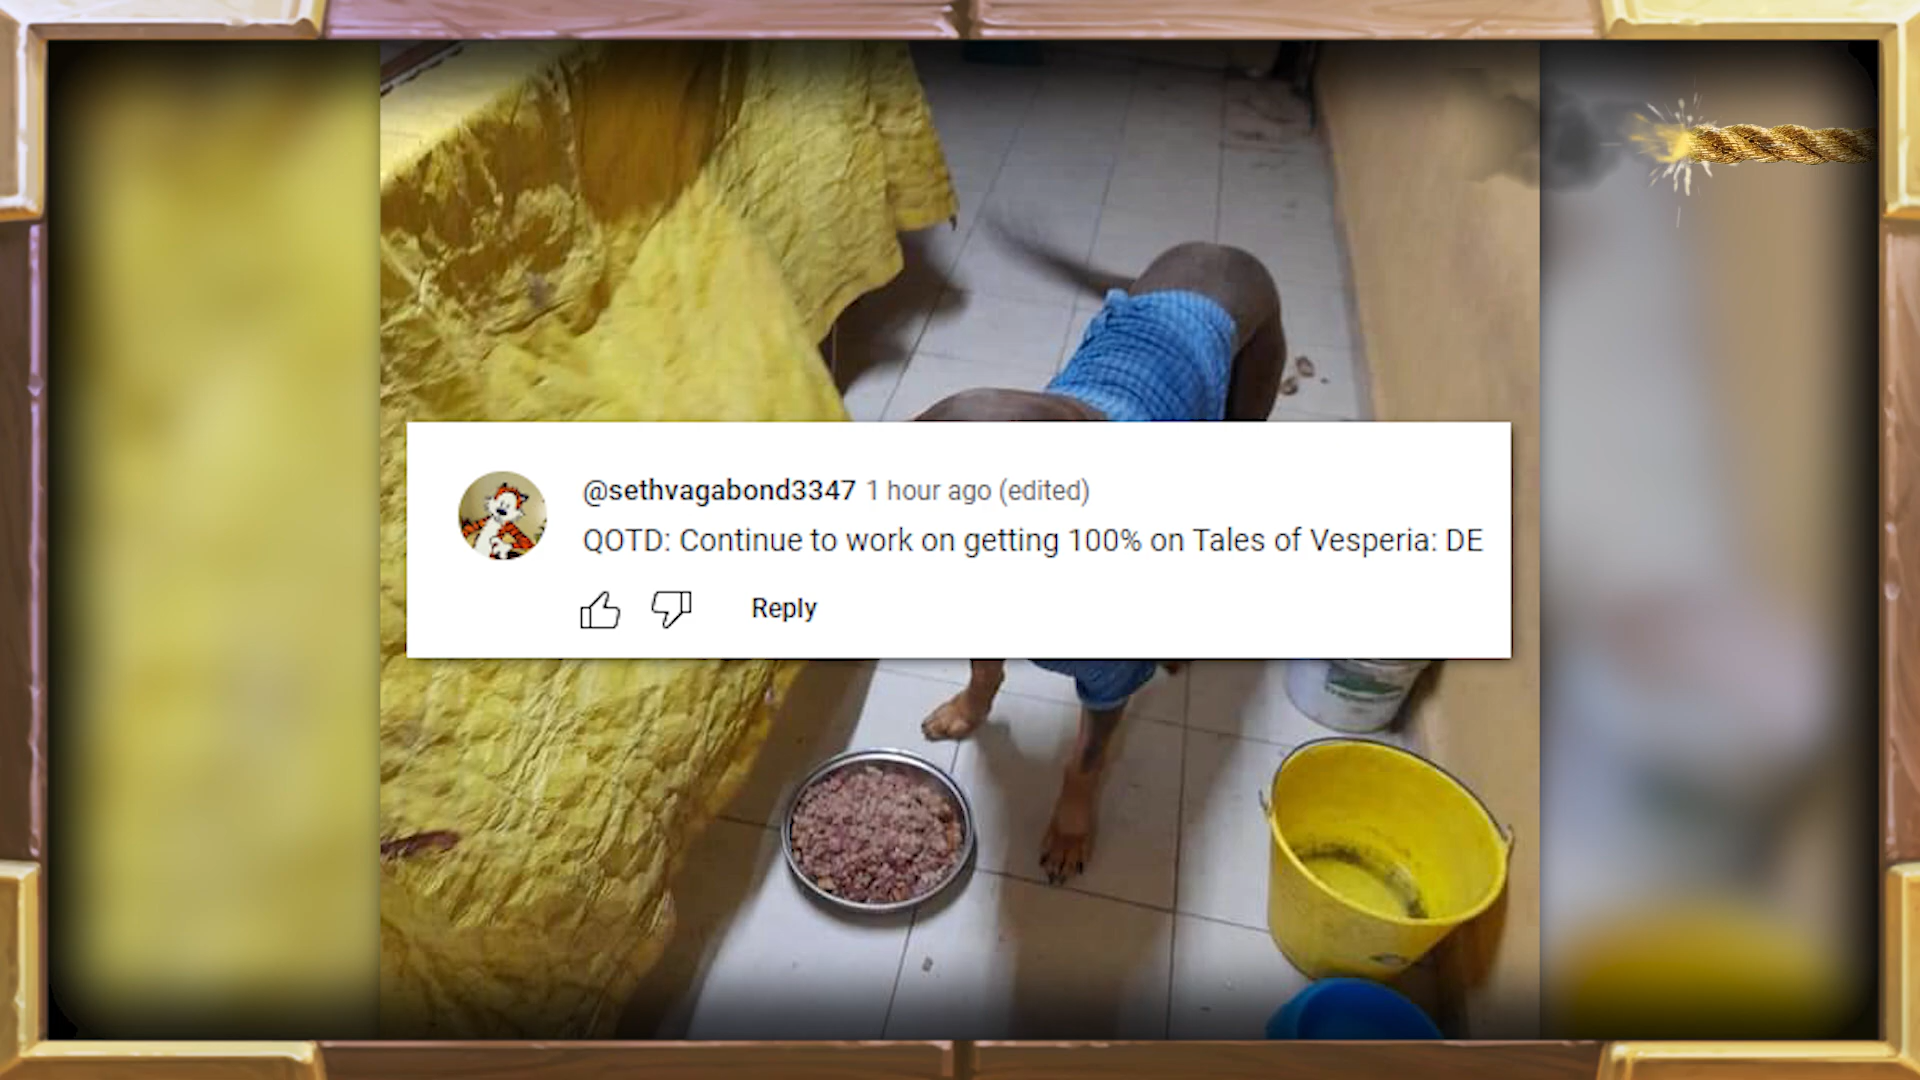 @sethvagabond3347 1 hour ago (edited)
QOTD: Continue to work on getting 100% on Tales of Vesperia: DE
Reply